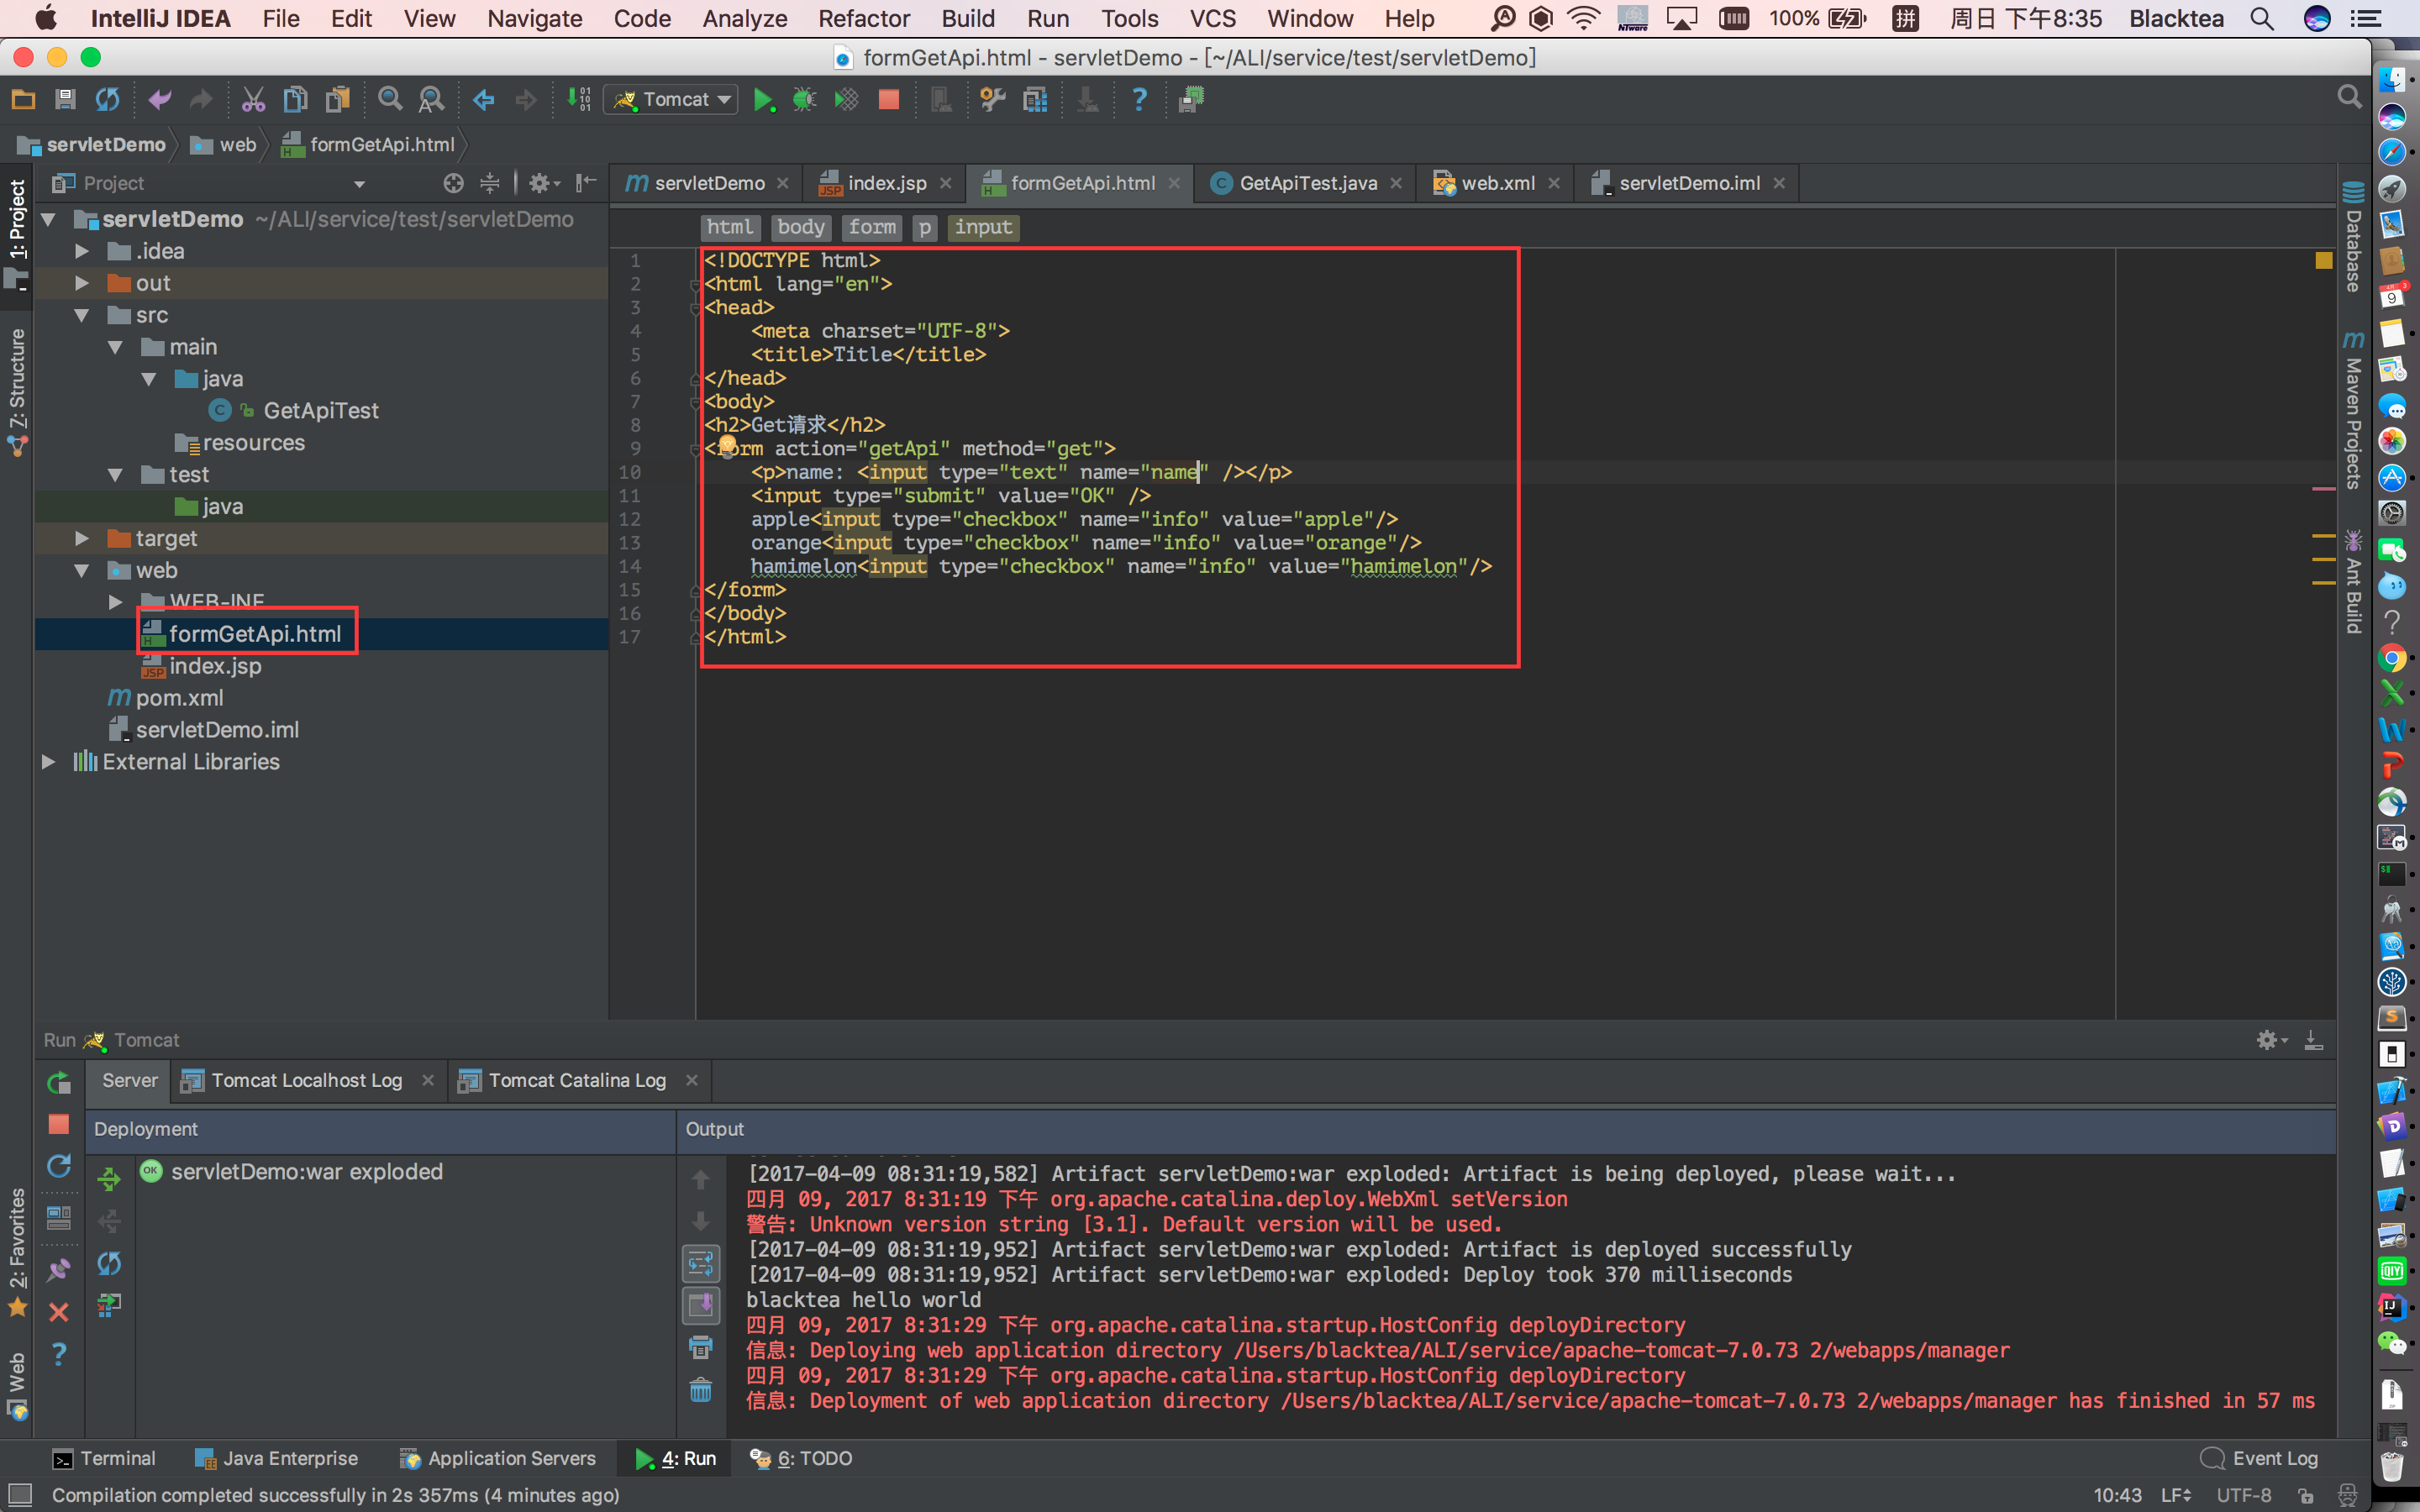 IntelliJ IDEA File Edit View Navigate Code Analyze Refactor Build Run Tools VCS Window Help 100% 拼 周日 下午8:35 Blacktea
formGetApi.html - servletDemo - [~/ALI/service/test/servletDemo]
Tomcat
servletDemo web formGetApi.html
Project
servletDemo index.jsp formGetApi.html GetApiTest.java web.xml servletDemo.iml
1: Project
7: Structure
2: Favorites
Web
servletDemo ~/ALI/service/test/servletDemo
.idea
out
src
main
java
GetApiTest
resources
test
java
target
web
WEB-INF
formGetApi.html
index.jsp
pom.xml
servletDemo.iml
External Libraries
html body form p input
1 <!DOCTYPE html>
2 <html lang="en">
3 <head>
4 <meta charset="UTF-8">
5 <title>Title</title>
6 </head>
7 <body>
8 <h2>Get请求</h2>
9 <form action="getApi" method="get">
10 <p>name: <input type="text" name="name" /></p>
11 <input type="submit" value="OK" />
12 apple<input type="checkbox" name="info" value="apple"/>
13 orange<input type="checkbox" name="info" value="orange"/>
14 hamimelon<input type="checkbox" name="info" value="hamimelon"/>
15 </form>
16 </body>
17 </html>
Database
Maven Projects
Ant Build
Run Tomcat
Server Tomcat Localhost Log Tomcat Catalina Log
Deployment
Output
servletDemo:war exploded
[2017-04-09 08:31:19,582] Artifact servletDemo:war exploded: Artifact is being deployed, please wait...
四月 09, 2017 8:31:19 下午 org.apache.catalina.deploy.WebXml setVersion
警告: Unknown version string [3.1]. Default version will be used.
[2017-04-09 08:31:19,952] Artifact servletDemo:war exploded: Artifact is deployed successfully
[2017-04-09 08:31:19,952] Artifact servletDemo:war exploded: Deploy took 370 milliseconds
blacktea hello world
四月 09, 2017 8:31:29 下午 org.apache.catalina.startup.HostConfig deployDirectory
信息: Deploying web application directory /Users/blacktea/ALI/service/apache-tomcat-7.0.73 2/webapps/manager
四月 09, 2017 8:31:29 下午 org.apache.catalina.startup.HostConfig deployDirectory
信息: Deployment of web application directory /Users/blacktea/ALI/service/apache-tomcat-7.0.73 2/webapps/manager has finished in 57 ms
Terminal Java Enterprise Application Servers 4: Run 6: TODO Event Log
Compilation completed successfully in 2s 357ms (4 minutes ago) 10:43 LF UTF-8